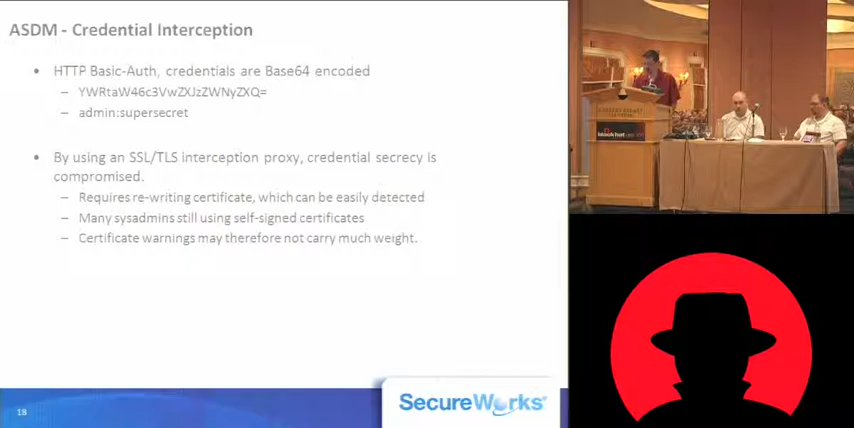 ASDM - Credential Interception
• HTTP Basic-Auth, credentials are Base64 encoded
– YWRtaW46c3VwZXJzZWNyZXQ=
– admin:supersecret
• By using an SSL/TLS interception proxy, credential secrecy is
compromised.
– Requires re-writing certificate, which can be easily detected
– Many sysadmins still using self-signed certificates
– Certificate warnings may therefore not carry much weight.
18
SecureWorks
black hat